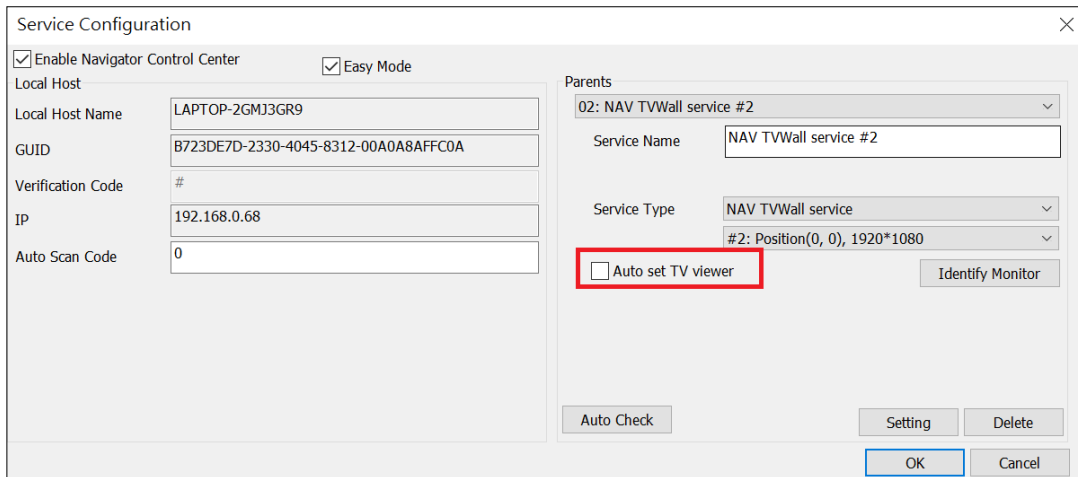 Service Configuration
Enable Navigator Control Center
Easy Mode
Local Host
Local Host Name
LAPTOP-2GMJ3GR9
GUID
B723DE7D-2330-4045-8312-00A0A8AFFC0A
Verification Code
#
IP
192.168.0.68
Auto Scan Code
0
Parents
02: NAV TVWall service #2
Service Name
NAV TVWall service #2
Service Type
NAV TVWall service
#2: Position(0, 0), 1920*1080
Auto set TV viewer
Identify Monitor
Auto Check
Setting
Delete
OK
Cancel